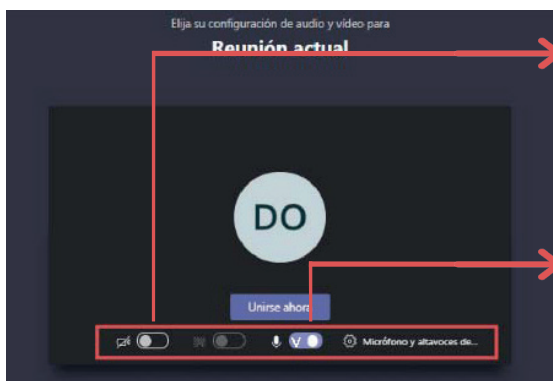 Elija su configuración de audio y vídeo para
Reunión actual
DO
Unirse ahora
Micrófono y altavoces de...